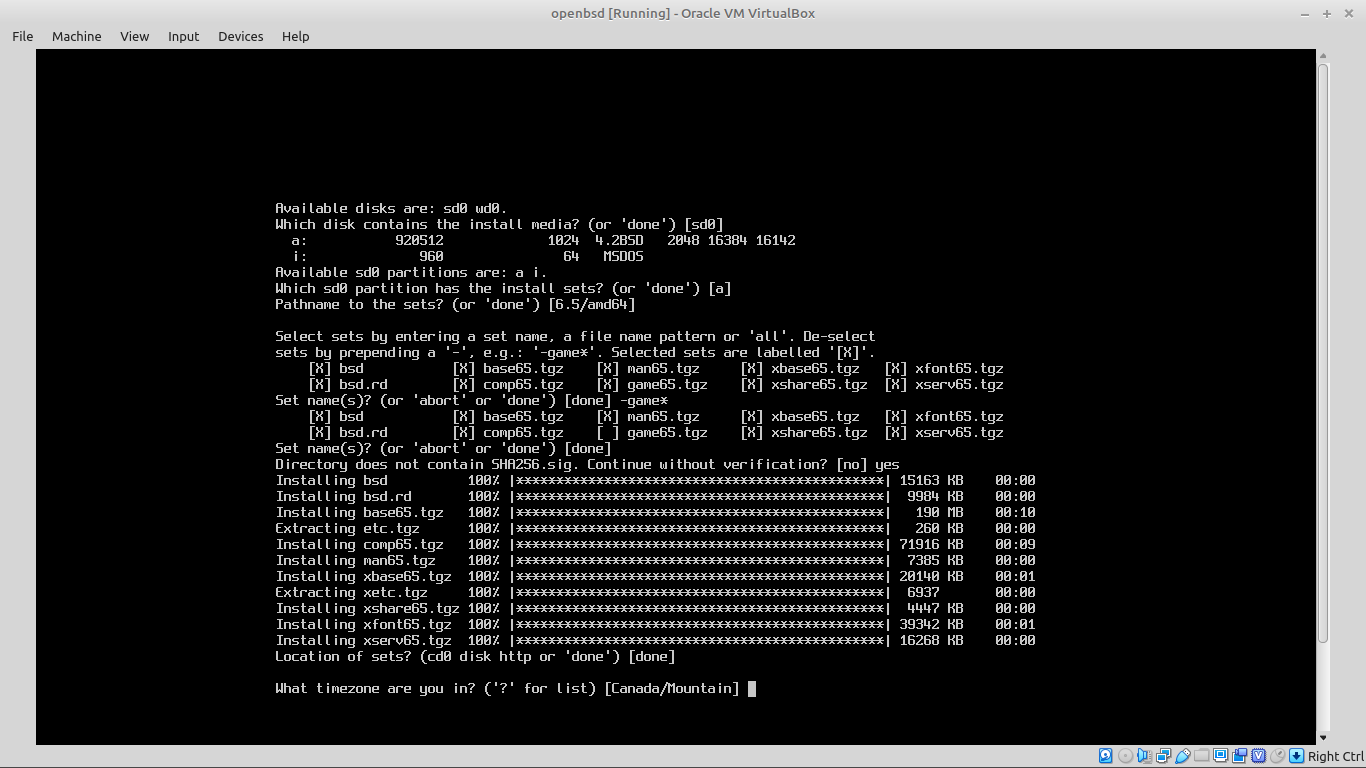 openbsd [Running] - Oracle VM VirtualBox
File Machine View Input Devices Help
Available disks are: sd0 wd0.
Which disk contains the install media? (or 'done') [sd0]
a: 920512 1024 4.2BSD 2048 16384 16142
i: 960 64 MSDOS
Available sd0 partitions are: a i.
Which sd0 partition has the install sets? (or 'done') [a]
Pathname to the sets? (or 'done') [6.5/amd64]
Select sets by entering a set name, a file name pattern or 'all'. De-select
sets by prepending a '-', e.g.: '-game*'. Selected sets are labelled '[X]'.
[X] bsd [X] base65.tgz [X] man65.tgz [X] xbase65.tgz [X] xfont65.tgz
[X] bsd.rd [X] comp65.tgz [X] game65.tgz [X] xshare65.tgz [X] xserv65.tgz
Set name(s)? (or 'abort' or 'done') [done] -game*
[X] bsd [X] base65.tgz [X] man65.tgz [X] xbase65.tgz [X] xfont65.tgz
[X] bsd.rd [X] comp65.tgz [ ] game65.tgz [X] xshare65.tgz [X] xserv65.tgz
Set name(s)? (or 'abort' or 'done') [done]
Directory does not contain SHA256.sig. Continue without verification? [no] yes
Installing bsd 100% |**********************************************| 15163 KB 00:00
Installing bsd.rd 100% |**********************************************| 9984 KB 00:00
Installing base65.tgz 100% |**********************************************| 190 MB 00:10
Extracting etc.tgz 100% |**********************************************| 260 KB 00:00
Installing comp65.tgz 100% |**********************************************| 71916 KB 00:09
Installing man65.tgz 100% |**********************************************| 7385 KB 00:00
Installing xbase65.tgz 100% |**********************************************| 20140 KB 00:01
Extracting xetc.tgz 100% |**********************************************| 6937 00:00
Installing xshare65.tgz 100% |**********************************************| 4447 KB 00:00
Installing xfont65.tgz 100% |**********************************************| 39342 KB 00:01
Installing xserv65.tgz 100% |**********************************************| 16268 KB 00:00
Location of sets? (cd0 disk http or 'done') [done]
What timezone are you in? ('?' for list) [Canada/Mountain]
Right Ctrl